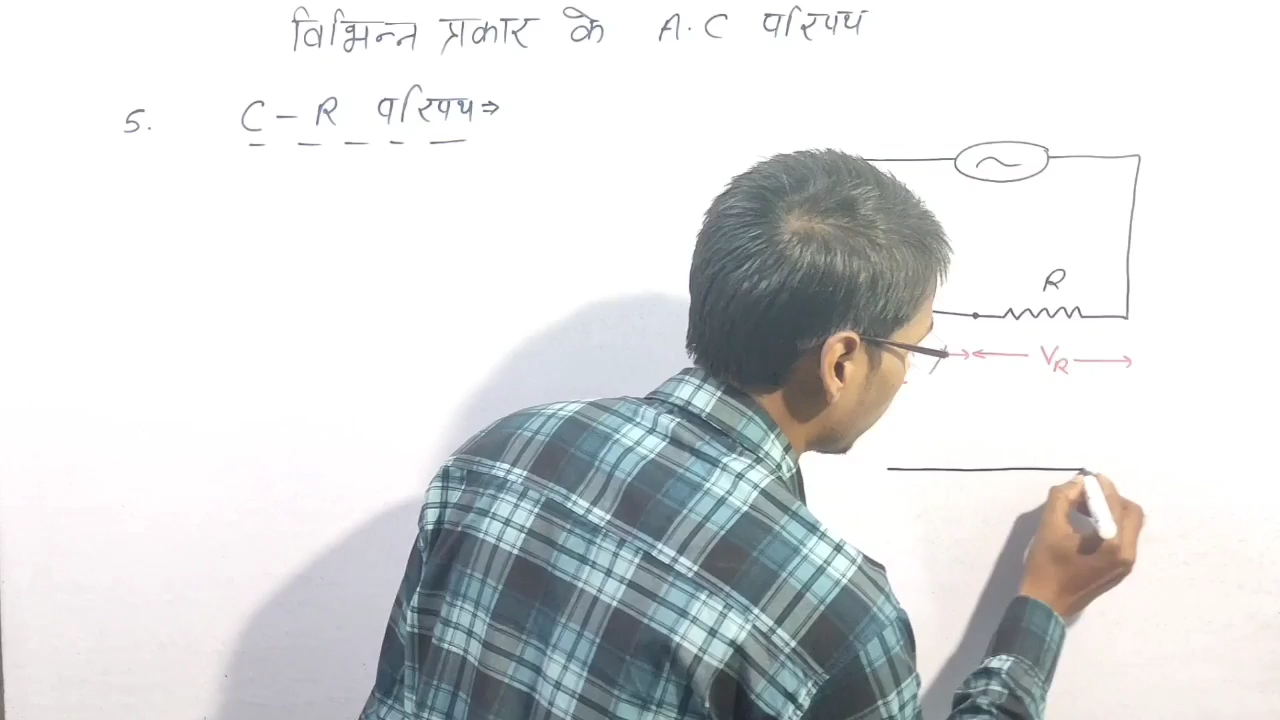 विभिन्न प्रकार के A.C परिपथ
5. C - R परिपथ ⇒
R
V_R